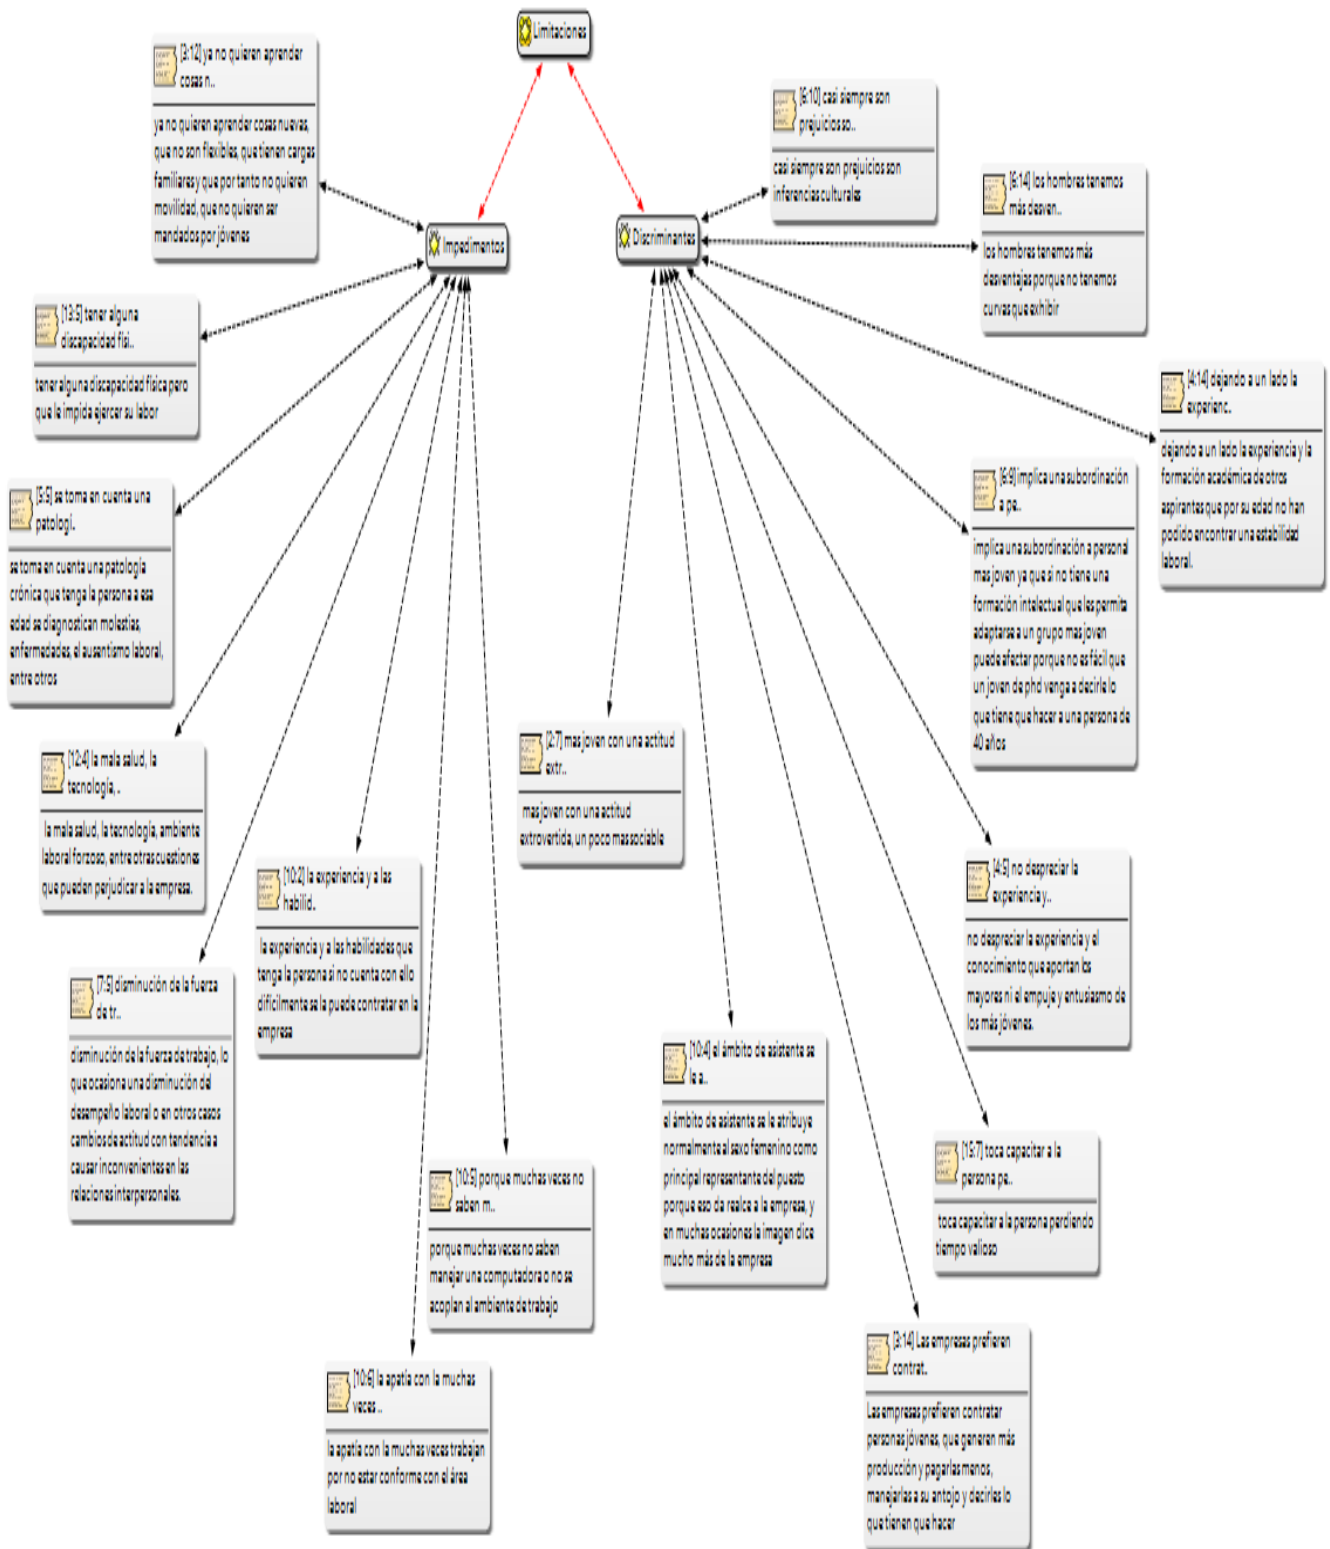 Limitaciones
[3:12] ya no quieren aprender
cosas n..
ya no quieren aprender cosas nuevas,
que no son flexibles, que tienen cargas
familiares y que por tanto no quieren
movilidad, que no quieren ser
mandados por jóvenes
[6:10] casi siempre son
prejuicios so..
casi siempre son prejuicios son
inferencias culturales
[6:14] los hombres tenemos
más desven..
los hombres tenemos más
desventajas porque no tenemos
curvas que exhibir
Impedimentos
Discriminantes
[13:5] tener alguna
discapacidad físi..
tener alguna discapacidad física pero
que le impida ejercer su labor
[4:14] dejando a un lado la
experienc..
dejando a un lado la experiencia y la
formación académica de otros
aspirantes que por su edad no han
podido encontrar una estabilidad
laboral.
[5:5] se toma en cuenta una
patologí..
se toma en cuenta una patología
crónica que tenga la persona a esa
edad se diagnostican molestias,
enfermedades, el ausentismo laboral,
entre otros
[6:9] implica una subordinación
a pe..
implica una subordinación a personal
mas joven ya que si no tiene una
formación intelectual que les permita
adaptarse a un grupo mas joven
puede afectar porque no es fácil que
un joven de phd venga a decirle lo
que tiene que hacer a una persona de
40 años
[12:4] la mala salud, la
tecnología, ..
la mala salud, la tecnología, ambiente
laboral forzoso, entre otras cuestiones
que pueden perjudicar a la empresa.
[2:7] mas joven con una actitud
extr..
mas joven con una actitud
extrovertida, un poco mas sociable
[10:2] la experiencia y a las
habilid..
la experiencia y a las habilidades que
tenga la persona si no cuenta con ello
difícilmente se la puede contratar en la
empresa
[4:5] no despreciar la
experiencia y..
no despreciar la experiencia y el
conocimiento que aportan los
mayores ni el empuje y entusiasmo de
los más jóvenes.
[7:5] disminución de la fuerza
de tr..
disminución de la fuerza de trabajo, lo
que ocasiona una disminución del
desempeño laboral o en otros casos
cambios de actitud con tendencia a
causar inconvenientes en las
relaciones interpersonales.
[10:4] el ámbito de asistente se
le a..
el ámbito de asistente se le atribuye
normalmente al sexo femenino como
principal representante del puesto
porque eso da realce a la empresa, y
en muchas ocasiones la imagen dice
mucho más de la empresa
[15:7] toca capacitar a la
persona pe..
toca capacitar a la persona perdiendo
tiempo valioso
[10:5] porque muchas veces no
saben m..
porque muchas veces no saben
manejar una computadora o no se
acoplan al ambiente de trabajo
[3:14] Las empresas prefieren
contrat..
Las empresas prefieren contratar
personas jóvenes, que generen más
producción y pagarlas menos,
manejarlas a su antojo y decirles lo
que tienen que hacer
[10:6] la apatía con la muchas
veces ..
la apatía con la muchas veces trabajan
por no estar conforme con el área
laboral